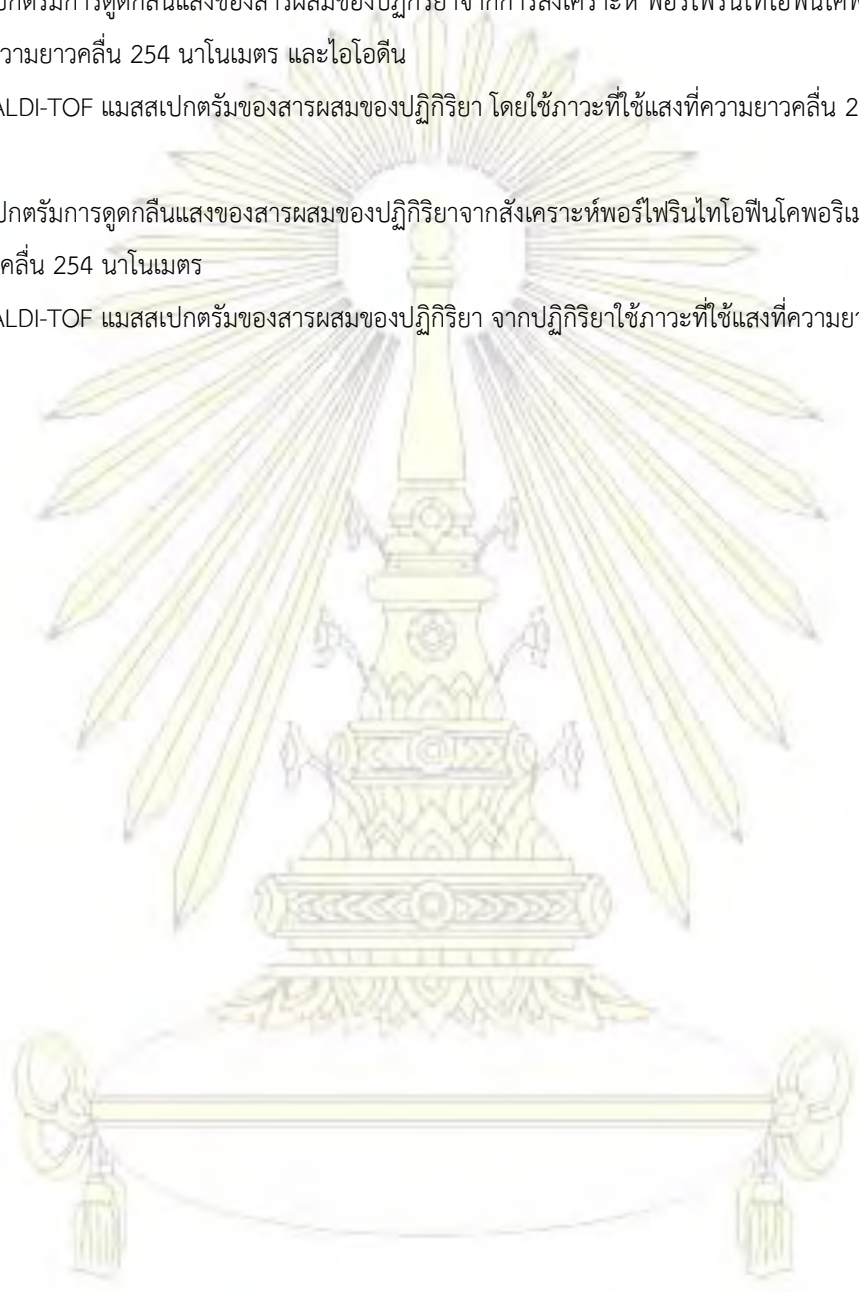 ปกตรัมการดูดกลืนแสงของสารผสมของปฏิกิริยาจากการสังเคราะห์ พอร์ไฟรินไทโอฟีนโคพ
วามยาวคลื่น 254 นาโนเมตร และไอโอดีน
ALDI-TOF แมสสเปกตรัมของสารผสมของปฏิกิริยา โดยใช้ภาวะที่ใช้แสงที่ความยาวคลื่น 2
ปกตรัมการดูดกลืนแสงของสารผสมของปฏิกิริยาจากสังเคราะห์พอร์ไฟรินไทโอฟีนโคพอริเม
คลื่น 254 นาโนเมตร
ALDI-TOF แมสสเปกตรัมของสารผสมของปฏิกิริยา จากปฏิกิริยาใช้ภาวะที่ใช้แสงที่ความยา